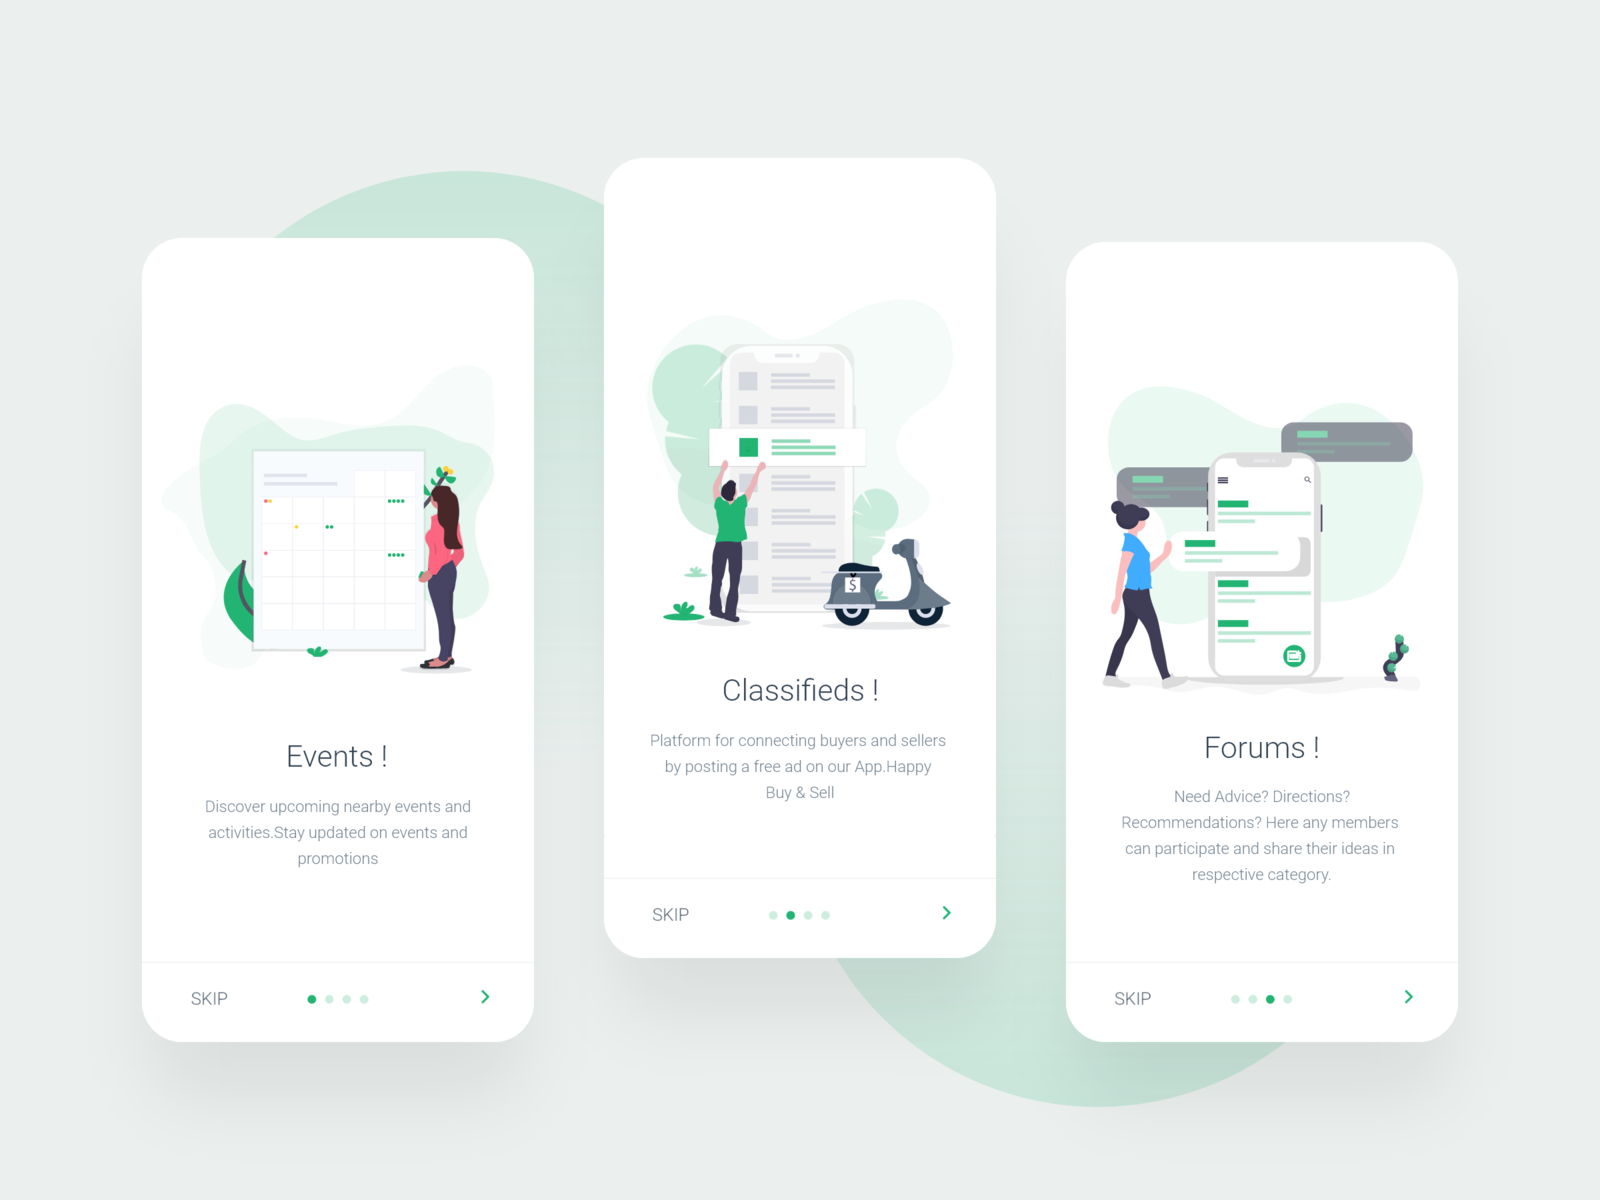 Events !
Discover upcoming nearby events and
activities.Stay updated on events and
promotions
SKIP
$
Classifieds !
Platform for connecting buyers and sellers
by posting a free ad on our App.Happy
Buy & Sell
SKIP
Forums !
Need Advice? Directions?
Recommendations? Here any members
can participate and share their ideas in
respective category.
SKIP